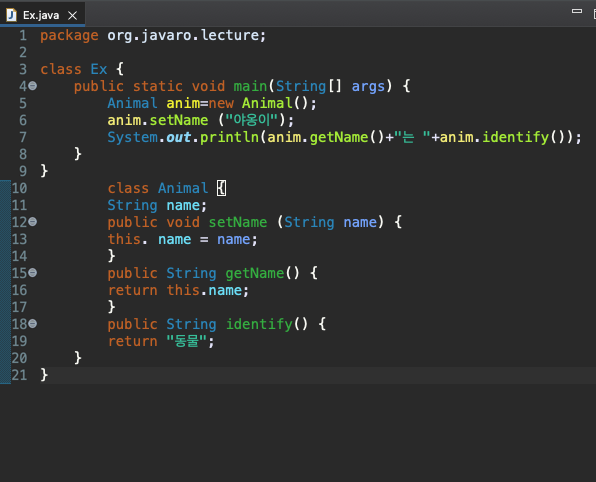 Ex.java
1 package org.javaro.lecture;
2
3 class Ex {
4 public static void main(String[] args) {
5 Animal anim=new Animal();
6 anim.setName ("야옹이");
7 System.out.println(anim.getName()+"는 "+anim.identify());
8 }
9 }
10 class Animal {
11 String name;
12 public void setName (String name) {
13 this. name = name;
14 }
15 public String getName() {
16 return this.name;
17 }
18 public String identify() {
19 return "동물";
20 }
21 }